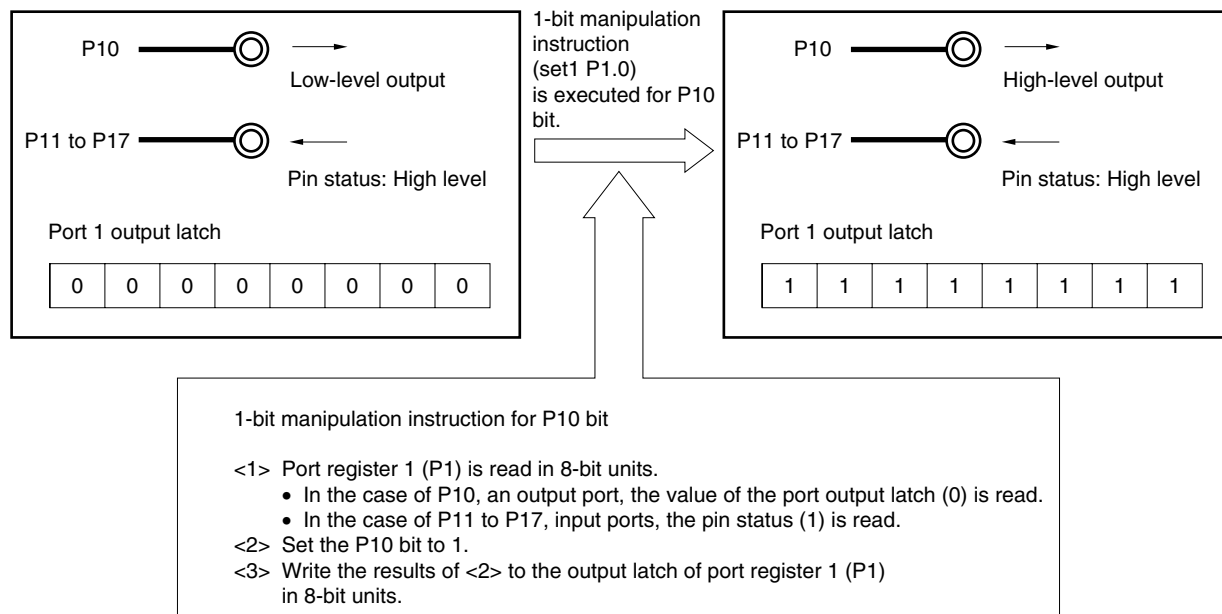 P10
Low-level output
P11 to P17
Pin status: High level
Port 1 output latch
0 0 0 0 0 0 0 0
1-bit manipulation
instruction
(set1 P1.0)
is executed for P10
bit.
P10
High-level output
P11 to P17
Pin status: High level
Port 1 output latch
1 1 1 1 1 1 1 1
1-bit manipulation instruction for P10 bit
<1> Port register 1 (P1) is read in 8-bit units.
• In the case of P10, an output port, the value of the port output latch (0) is read.
• In the case of P11 to P17, input ports, the pin status (1) is read.
<2> Set the P10 bit to 1.
<3> Write the results of <2> to the output latch of port register 1 (P1)
in 8-bit units.